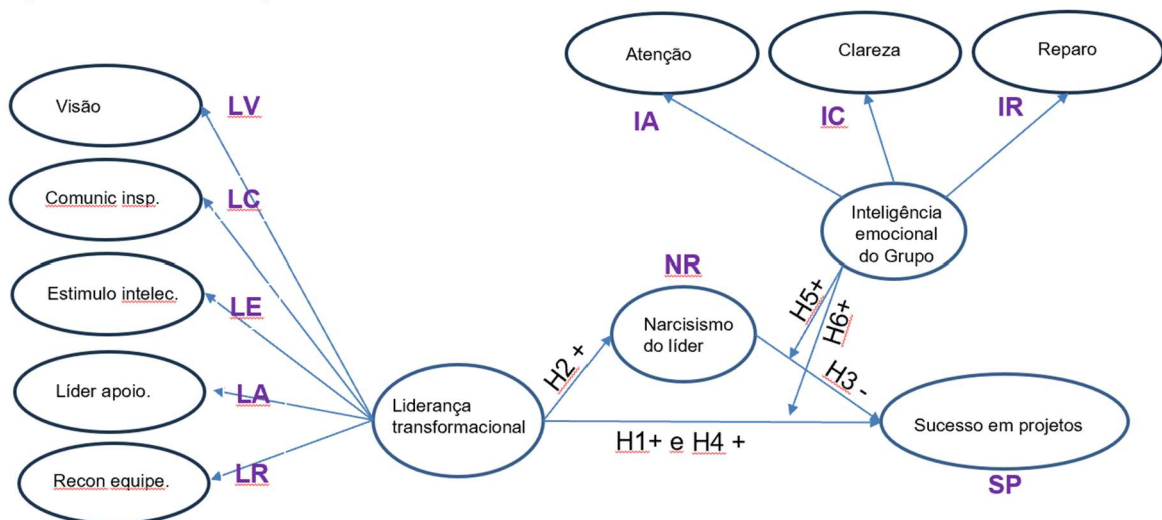 Atenção
Clareza
Reparo
Visão
LV
IA
IC
IR
Comunic insp.
LC
Inteligência
emocional
do Grupo
NR
Estimulo intelec.
LE
H5+
H6+
Narcisismo
do líder
H2 +
H3 -
Líder apoio.
LA
Liderança
transformacional
Sucesso em projetos
H1+ e H4 +
Recon equipe.
LR
SP